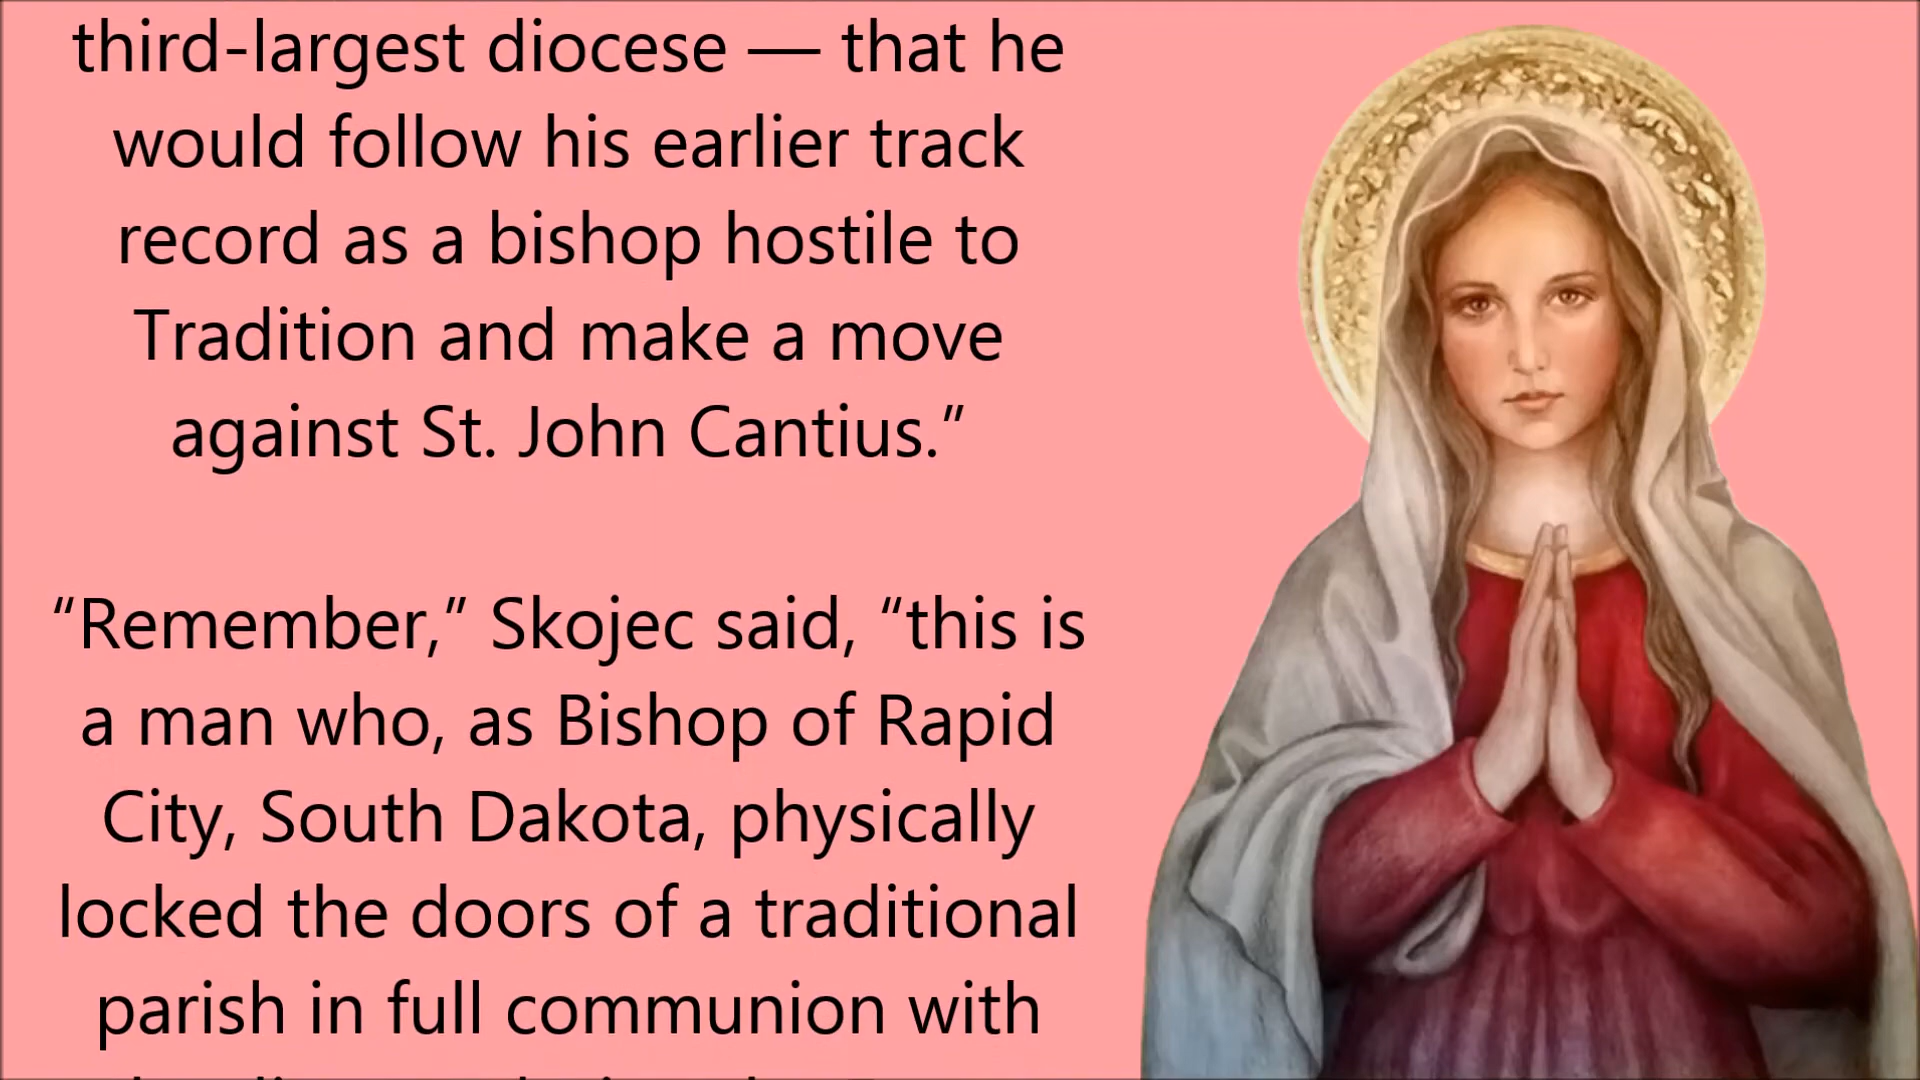 third-largest diocese — that he
would follow his earlier track
record as a bishop hostile to
Tradition and make a move
against St. John Cantius.”
“Remember,” Skojec said, “this is
a man who, as Bishop of Rapid
City, South Dakota, physically
locked the doors of a traditional
parish in full communion with